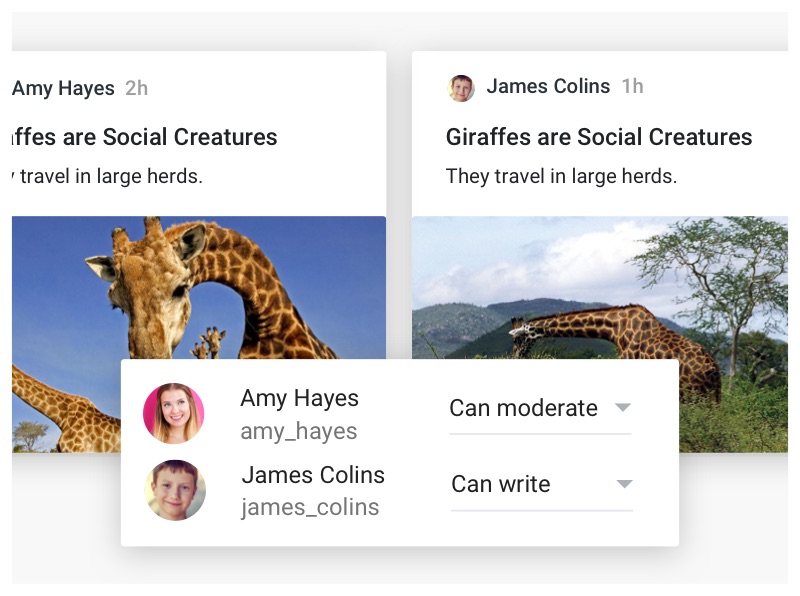 Amy Hayes 2h
affes are Social Creatures
travel in large herds.
James Colins 1h
Giraffes are Social Creatures
They travel in large herds.
Amy Hayes
amy_hayes
Can moderate
James Colins
james_colins
Can write